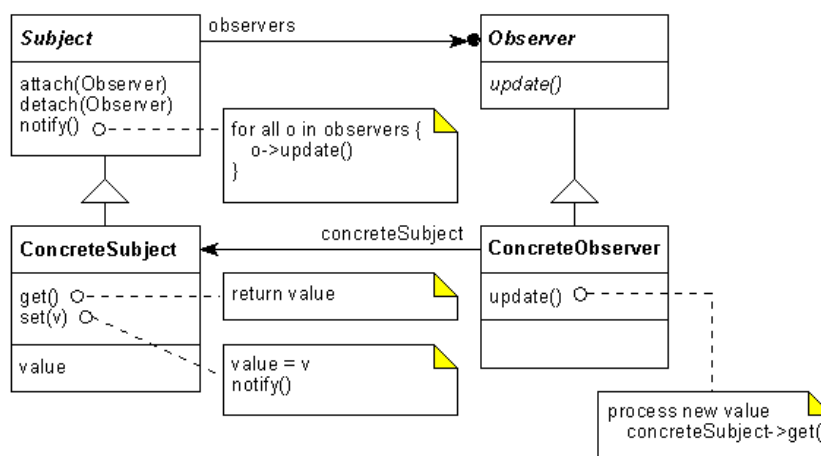 Subject
observers
Observer
attach(Observer)
detach(Observer)
notify()
update()
for all o in observers {
o->update()
}
ConcreteSubject
concreteSubject
ConcreteObserver
get()
set(v)
return value
update()
value
value = v
notify()
process new value
concreteSubject->get(